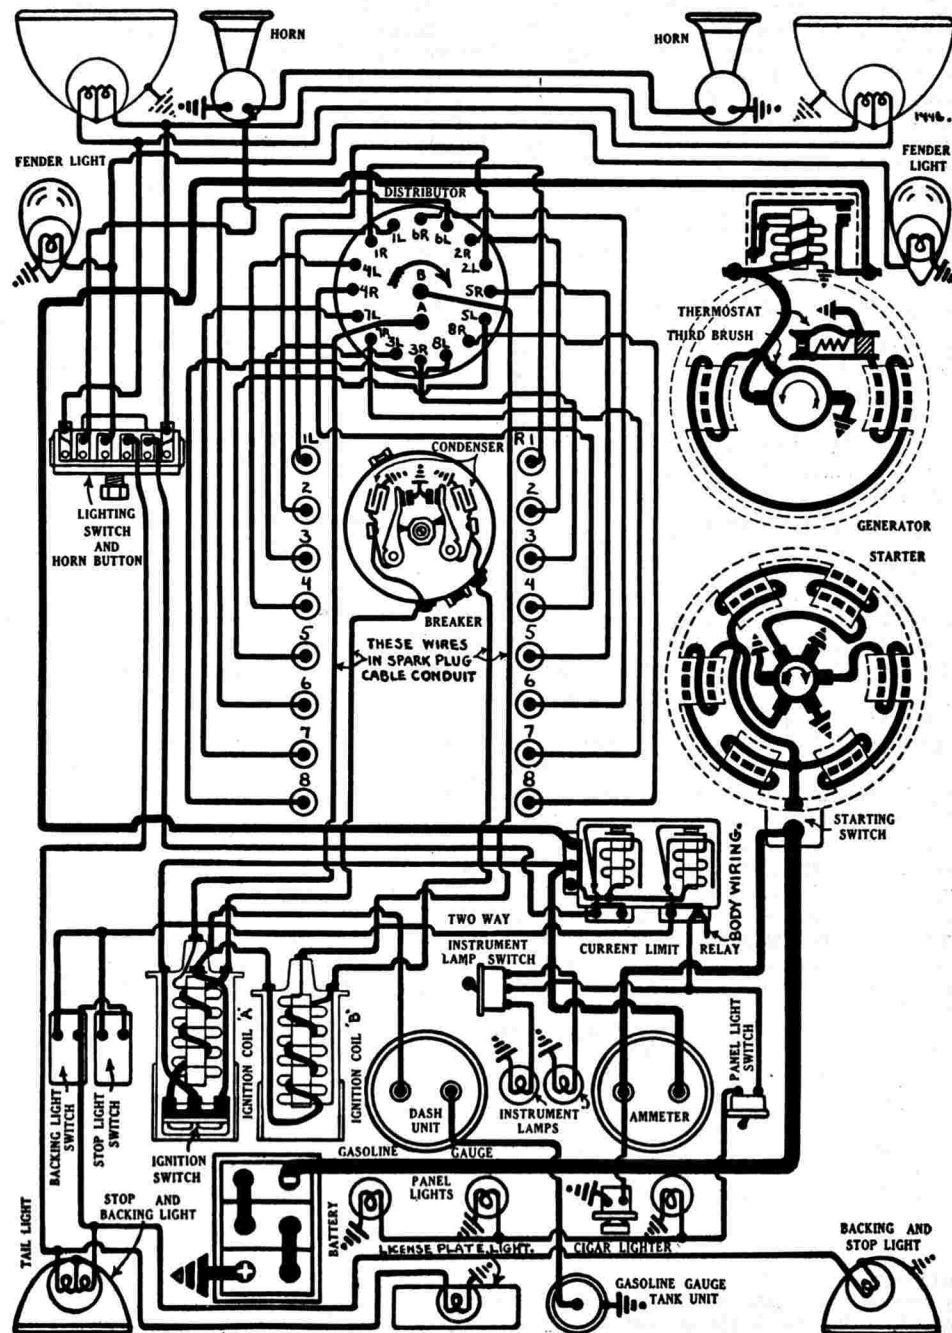 HORN
HORN
1446.
FENDER LIGHT
FENDER
LIGHT
DISTRIBUTOR
1L
6R
6L
1R
2R
4L
2L
B
4R
5R
A
7L
5L
7R
8R
3L
3R
8L
THERMOSTAT
THIRD BRUSH
GENERATOR
LIGHTING
SWITCH
AND
HORN BUTTON
1L
2
3
4
5
6
7
8
CONDENSER
BREAKER
THESE WIRES
IN SPARK PLUG
CABLE CONDUIT
R1
2
3
4
5
6
7
8
STARTER
STARTING
SWITCH
BODY WIRING.
TWO WAY
CURRENT LIMIT RELAY
INSTRUMENT
LAMP SWITCH
IGNITION COIL 'A'
IGNITION COIL 'B'
BACKING LIGHT
SWITCH
STOP LIGHT
SWITCH
IGNITION
SWITCH
DASH
UNIT
GASOLINE GAUGE
INSTRUMENT
LAMPS
AMMETER
PANEL LIGHT
SWITCH
TAIL LIGHT
STOP AND
BACKING LIGHT
BATTERY
PANEL
LIGHTS
LICENSE PLATE LIGHT.
CIGAR LIGHTER
GASOLINE GAUGE
TANK UNIT
BACKING AND
STOP LIGHT